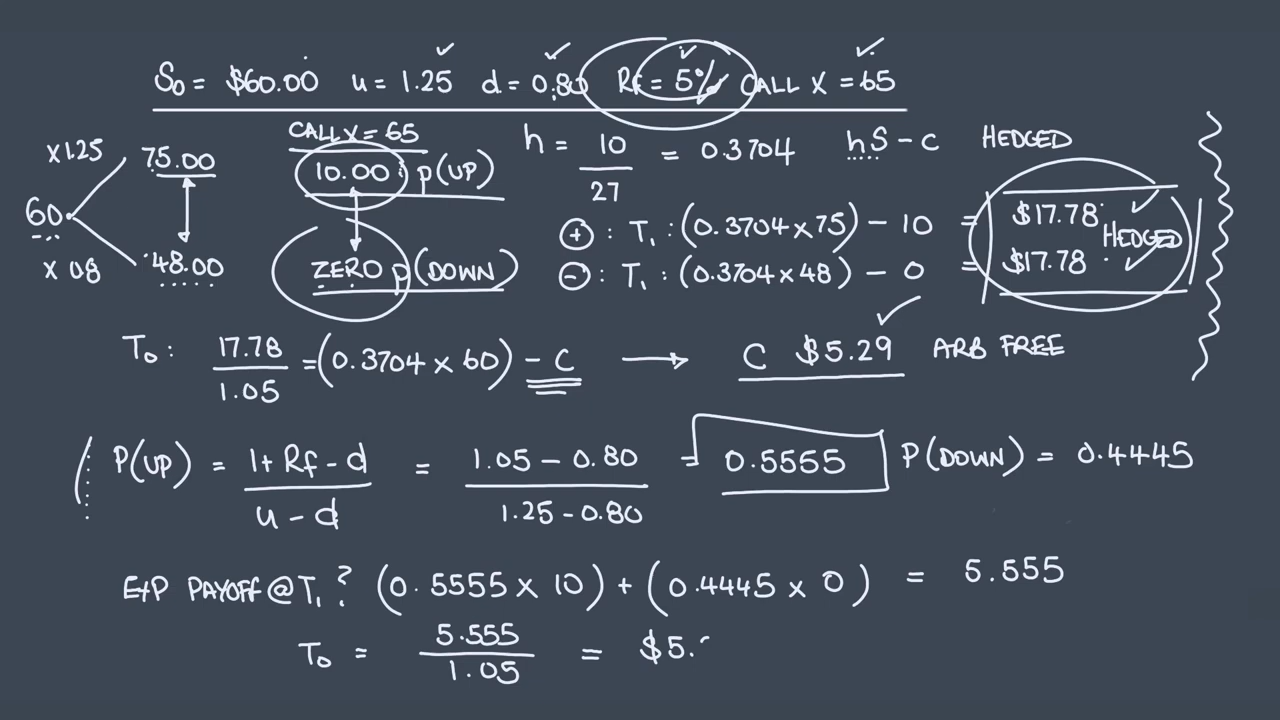 S₀ = $60.00 u = 1.25 d = 0.80 Rf = 5% CALL X = 65
CALL X = 65
x1.25 75.00
10.00 p(UP)
h = 10/27 = 0.3704 hS - C HEDGED
60
x 08 48.00
ZERO p(DOWN)
+ : T₁ : (0.3704 x 75) - 10 = $17.78
HEDGED
- : T₁ : (0.3704 x 48) - 0 = $17.78
T₀ : 17.78/1.05 = (0.3704 x 60) - C → C $5.29 ARB FREE
P(UP) = 1 + Rf - d / u - d = 1.05 - 0.80 / 1.25 - 0.80 = 0.5555 P(DOWN) = 0.4445
EXP PAYOFF @ T₁ ? (0.5555 x 10) + (0.4445 x 0) = 5.555
T₀ = 5.555/1.05 = $5.